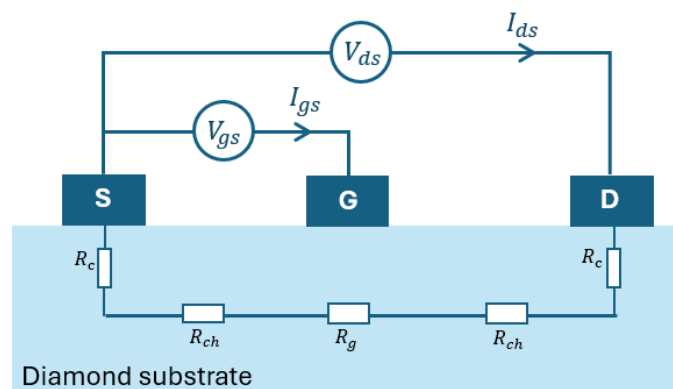 V_ds
I_ds
V_gs
I_gs
S
G
D
R_c
R_c
R_ch
R_g
R_ch
Diamond substrate